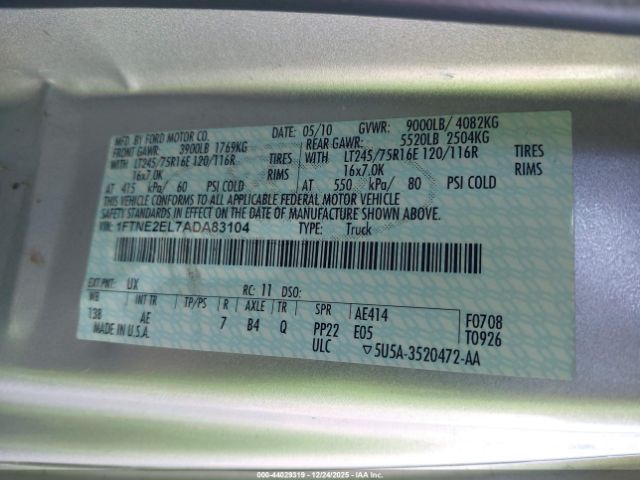 MFD. BY FORD MOTOR CO.
DATE: 05/10 GVWR: 9000LB/ 4082KG
FRONT GAWR: 3900LB 1769KG
REAR GAWR: 5520LB 2504KG
WITH LT245/75R16E 120/116R TIRES
WITH LT245/75R16E 120/116R TIRES
16x7.0K RIMS
16x7.0K RIMS
AT 415 kPa/ 60 PSI COLD
AT 550 kPa/ 80 PSI COLD
THIS VEHICLE CONFORMS TO ALL APPLICABLE FEDERAL MOTOR VEHICLE
SAFETY STANDARDS IN EFFECT ON THE DATE OF MANUFACTURE SHOWN ABOVE.
VIN: 1FTNE2EL7ADA83104 TYPE: Truck
EXT PNT: UX RC: 11 DSO:
WB INT TR TP/PS R AXLE TR SPR AE414 F0708
138 AE 7 B4 Q PP22 E05 T0926
MADE IN U.S.A. ULC ▽5U5A-3520472-AA
000-44029319 • 12/24/2025 • IAA Inc.